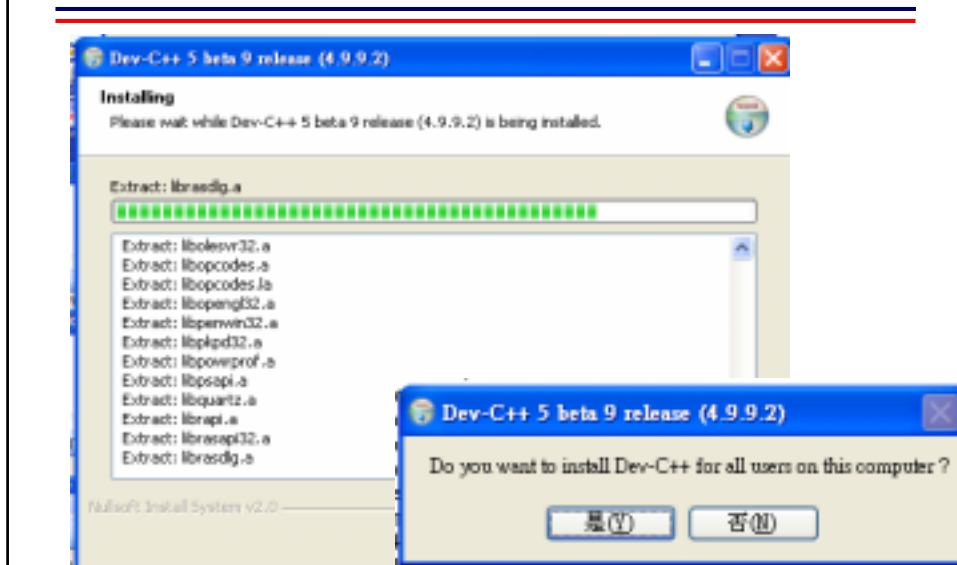 Dev-C++ 5 beta 9 release (4.9.9.2)
Installing
Please wait while Dev-C++ 5 beta 9 release (4.9.9.2) is being installed.
Extract: librasdlg.a
Extract: libolesvr32.a
Extract: libopcodes.a
Extract: libopcodes.la
Extract: libopengl32.a
Extract: libpenwin32.a
Extract: libpkpd32.a
Extract: libpowrprof.a
Extract: libpsapi.a
Extract: libquartz.a
Extract: librapi.a
Extract: librasapi32.a
Extract: librasdlg.a
Nullsoft Install System v2.0
Dev-C++ 5 beta 9 release (4.9.9.2)
Do you want to install Dev-C++ for all users on this computer ?
是(Y) 否(N)